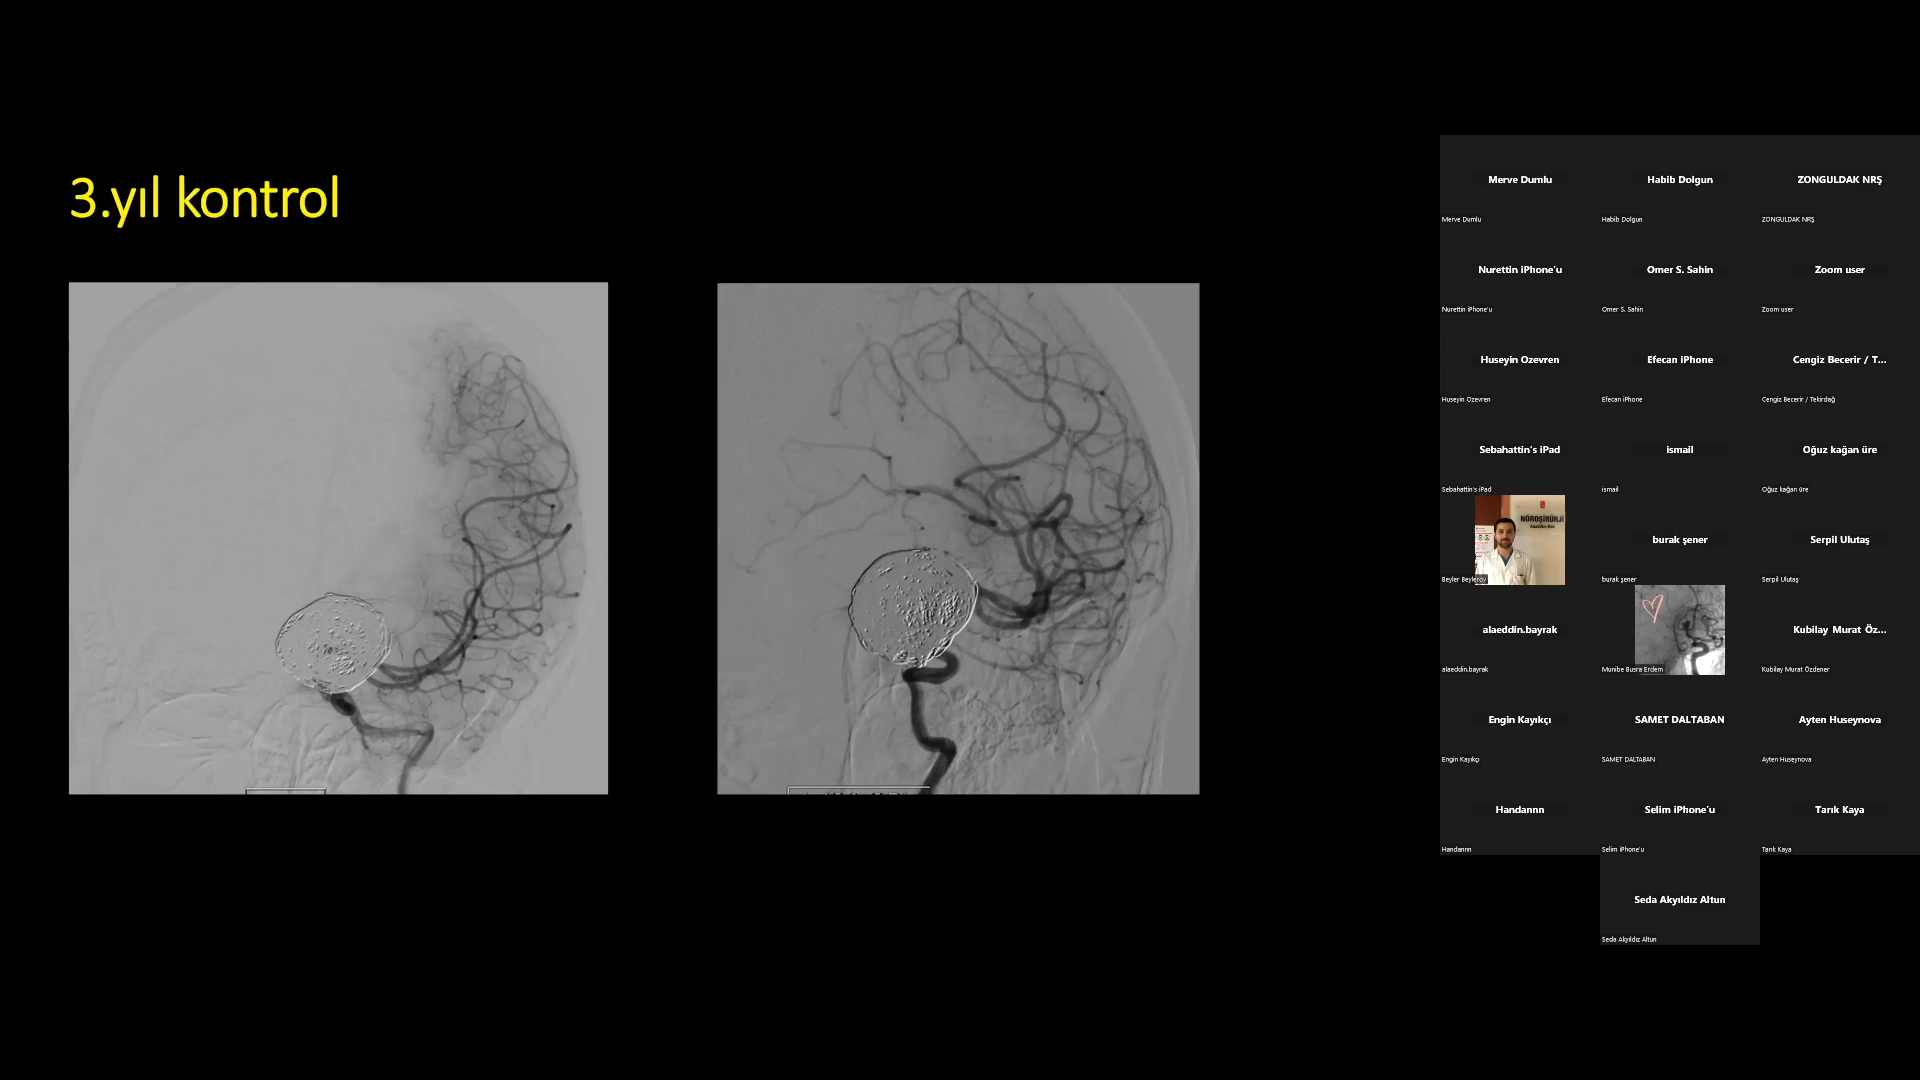 3.yıl kontrol
Merve Dumlu
Habib Dolgun
ZONGULDAK NRŞ
Merve Dumlu
Habib Dolgun
ZONGULDAK NRŞ
Nurettin iPhone'u
Omer S. Sahin
Zoom user
Nurettin iPhone'u
Omer S. Sahin
Zoom user
Huseyin Ozevren
Efecan iPhone
Cengiz Becerir / T...
Huseyin Ozevren
Efecan iPhone
Cengiz Becerir / Tekirdağ
Sebahattin's iPad
ismail
Oğuz kağan üre
Sebahattin's iPad
ismail
Oğuz kağan üre
NÖROŞİRÜRJİ
burak şener
Serpil Ulutaş
Beyler Beylerov
burak şener
Serpil Ulutaş
alaeddin.bayrak
Kubilay Murat Öz...
alaeddin.bayrak
Munibe Busra Erdem
Kubilay Murat Özdener
Engin Kayıkçı
SAMET DALTABAN
Ayten Huseynova
Engin Kayıkçı
SAMET DALTABAN
Ayten Huseynova
Handannn
Selim iPhone'u
Tarık Kaya
Handannn
Selim iPhone'u
Tarık Kaya
Seda Akyıldız Altun
Seda Akyıldız Altun